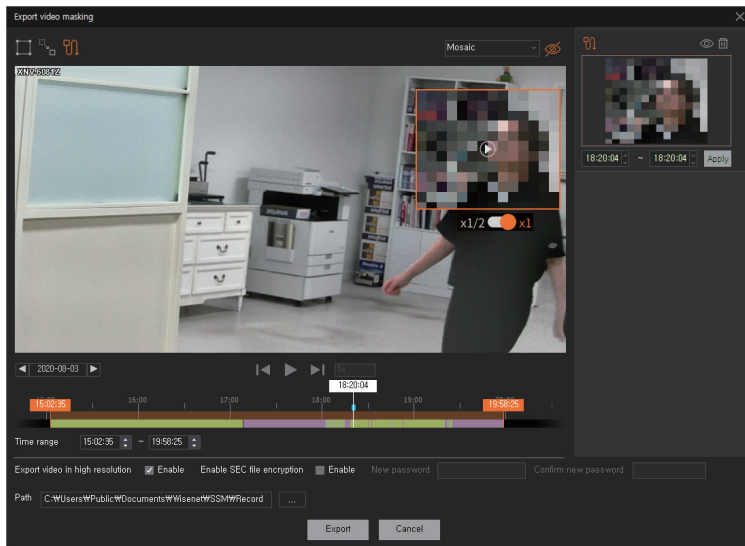 Export video masking
Mosaic
XNV-6081Z
x1/2 x1
18:20:04 ~ 18:20:04 Apply
2020-08-03
1x
18:20:04
16:00 17:00 18:00 19:00
15:02:35 19:58:25
Time range 15:02:35 ~ 19:58:25
Export video in high resolution Enable Enable SEC file encryption Enable New password Confirm new password
Path C:₩Users₩Public₩Documents₩Wisenet₩SSM₩Record ...
Export Cancel